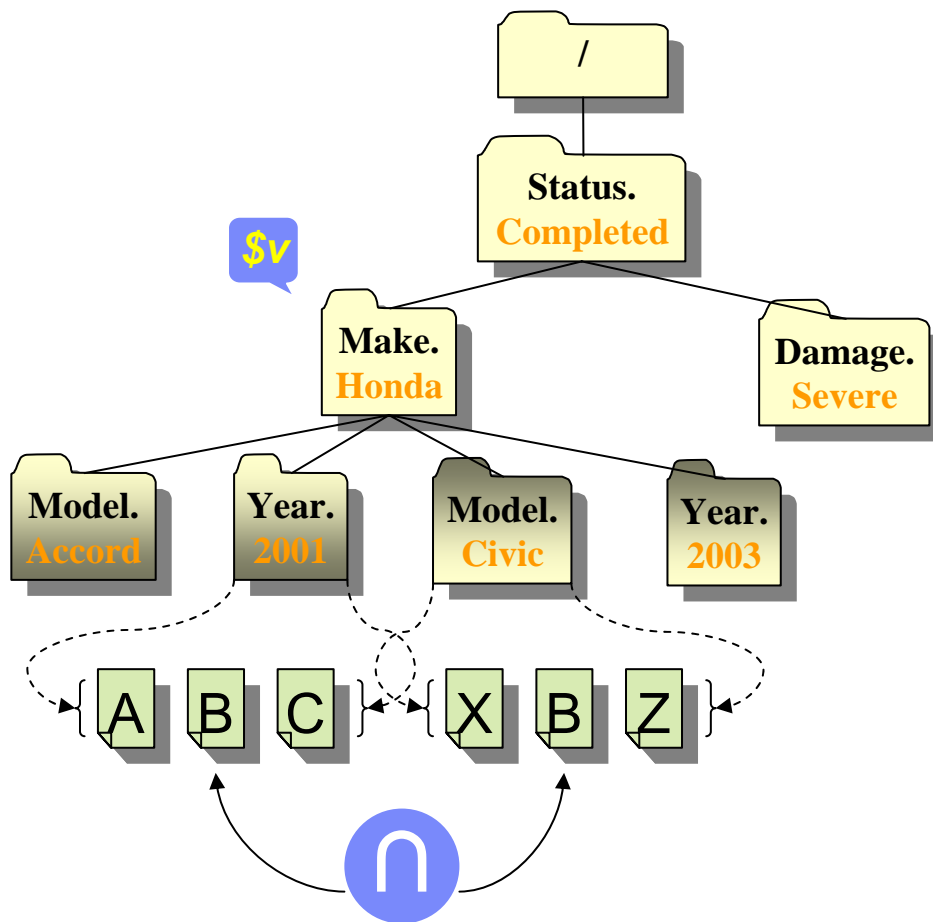 /
Status.
Completed
$v
Make.
Honda
Damage.
Severe
Model.
Accord
Year.
2001
Model.
Civic
Year.
2003
{ A B C } { X B Z }
∩